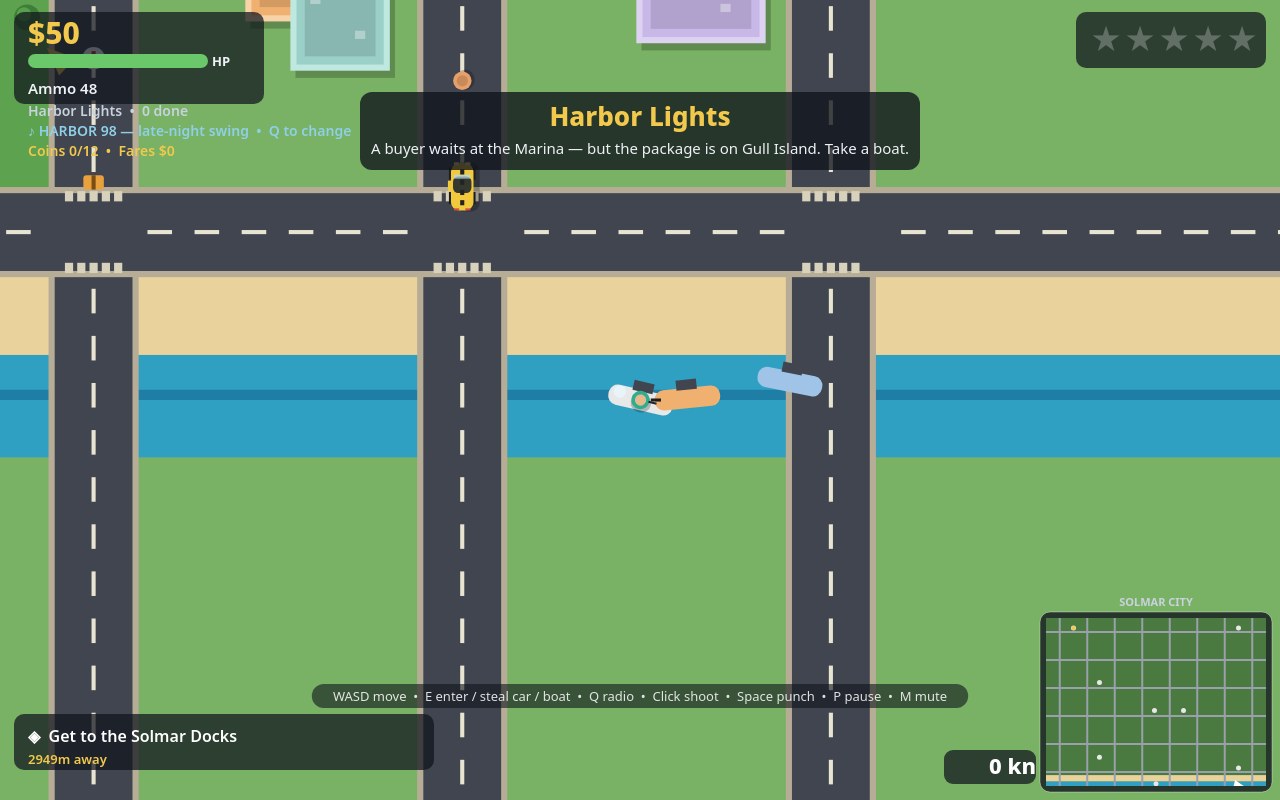 $50
HP
Ammo 48
Harbor Lights • 0 done
♪ HARBOR 98 — late-night swing • Q to change
Coins 0/12 • Fares $0
Harbor Lights
A buyer waits at the Marina — but the package is on Gull Island. Take a boat.
SOLMAR CITY
WASD move • E enter / steal car / boat • Q radio • Click shoot • Space punch • P pause • M mute
◈ Get to the Solmar Docks
2949m away
0 kn